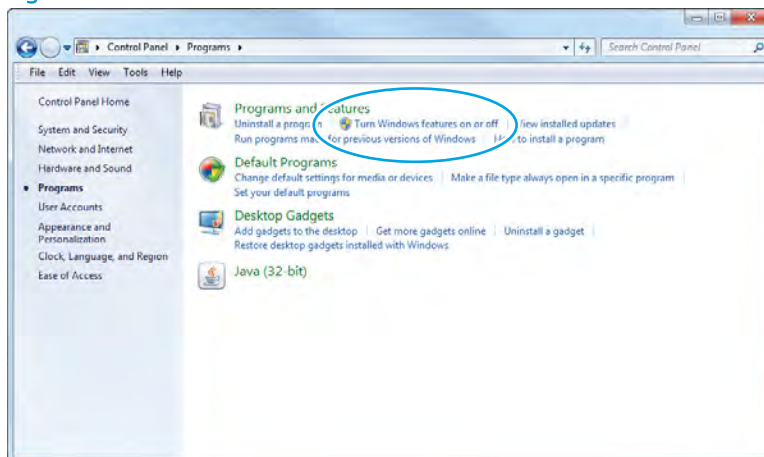 Control Panel ▸ Programs ▸
Search Control Panel
File Edit View Tools Help
Control Panel Home
System and Security
Network and Internet
Hardware and Sound
Programs
User Accounts
Appearance and
Personalization
Clock, Language, and Region
Ease of Access
Programs and
Uninstall a Turn Windows features on or off installed updates
Run programs for previous versions of Windows to install a program
Default Programs
Change default settings for media or devices Make a file type always open in a specific program
Set your default programs
Desktop Gadgets
Add gadgets to the desktop Get more gadgets online Uninstall a gadget
Restore desktop gadgets installed with Windows
Java (32-bit)